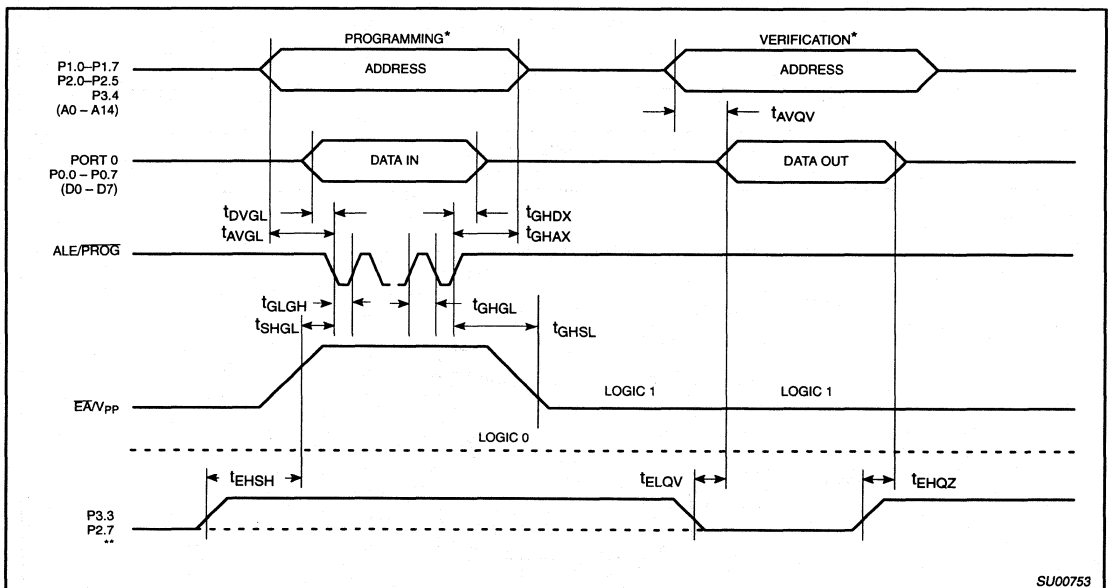 PROGRAMMING*
VERIFICATION*
P1.0–P1.7
P2.0–P2.5
P3.4
(A0 – A14)
ADDRESS
ADDRESS
tAVQV
PORT 0
P0.0 – P0.7
(D0 – D7)
DATA IN
DATA OUT
tDVGL
tGHDX
tAVGL
tGHAX
ALE/PROG
tGLGH
tGHGL
tSHGL
tGHSL
EA/VPP
LOGIC 1
LOGIC 1
LOGIC 0
tEHSH
tELQV
tEHQZ
P3.3
P2.7
**
SU00753